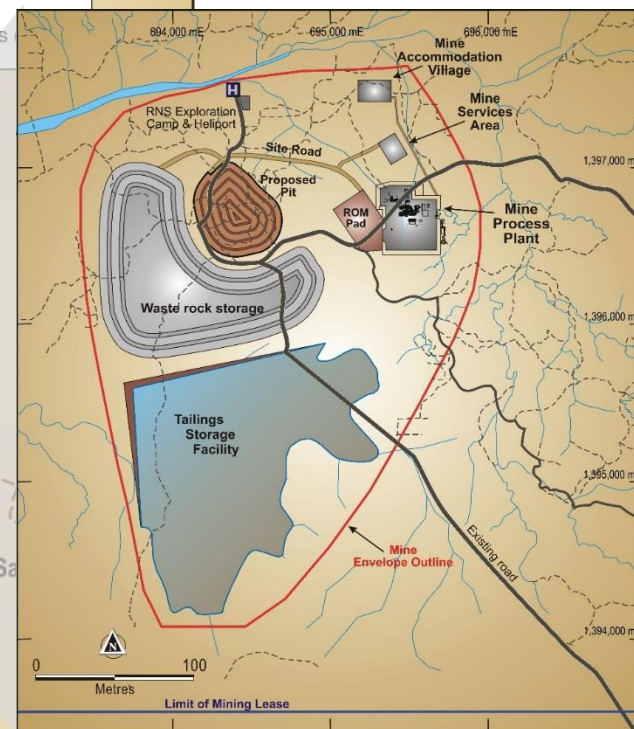 694,000 mE
695,000 mE
696,000 mE
Mine
Accommodation
Village
H
RNS Exploration
Camp & Heliport
Mine
Services
Area
Site Road
1,397,000 m
Proposed
Pit
ROM
Pad
Mine
Process
Plant
Waste rock storage
1,396,000 m
Tailings
Storage
Facility
1,395,000 m
Existing road
Mine
Envelope Outline
Sa
1,394,000 m
N
0
100
Metres
Limit of Mining Lease